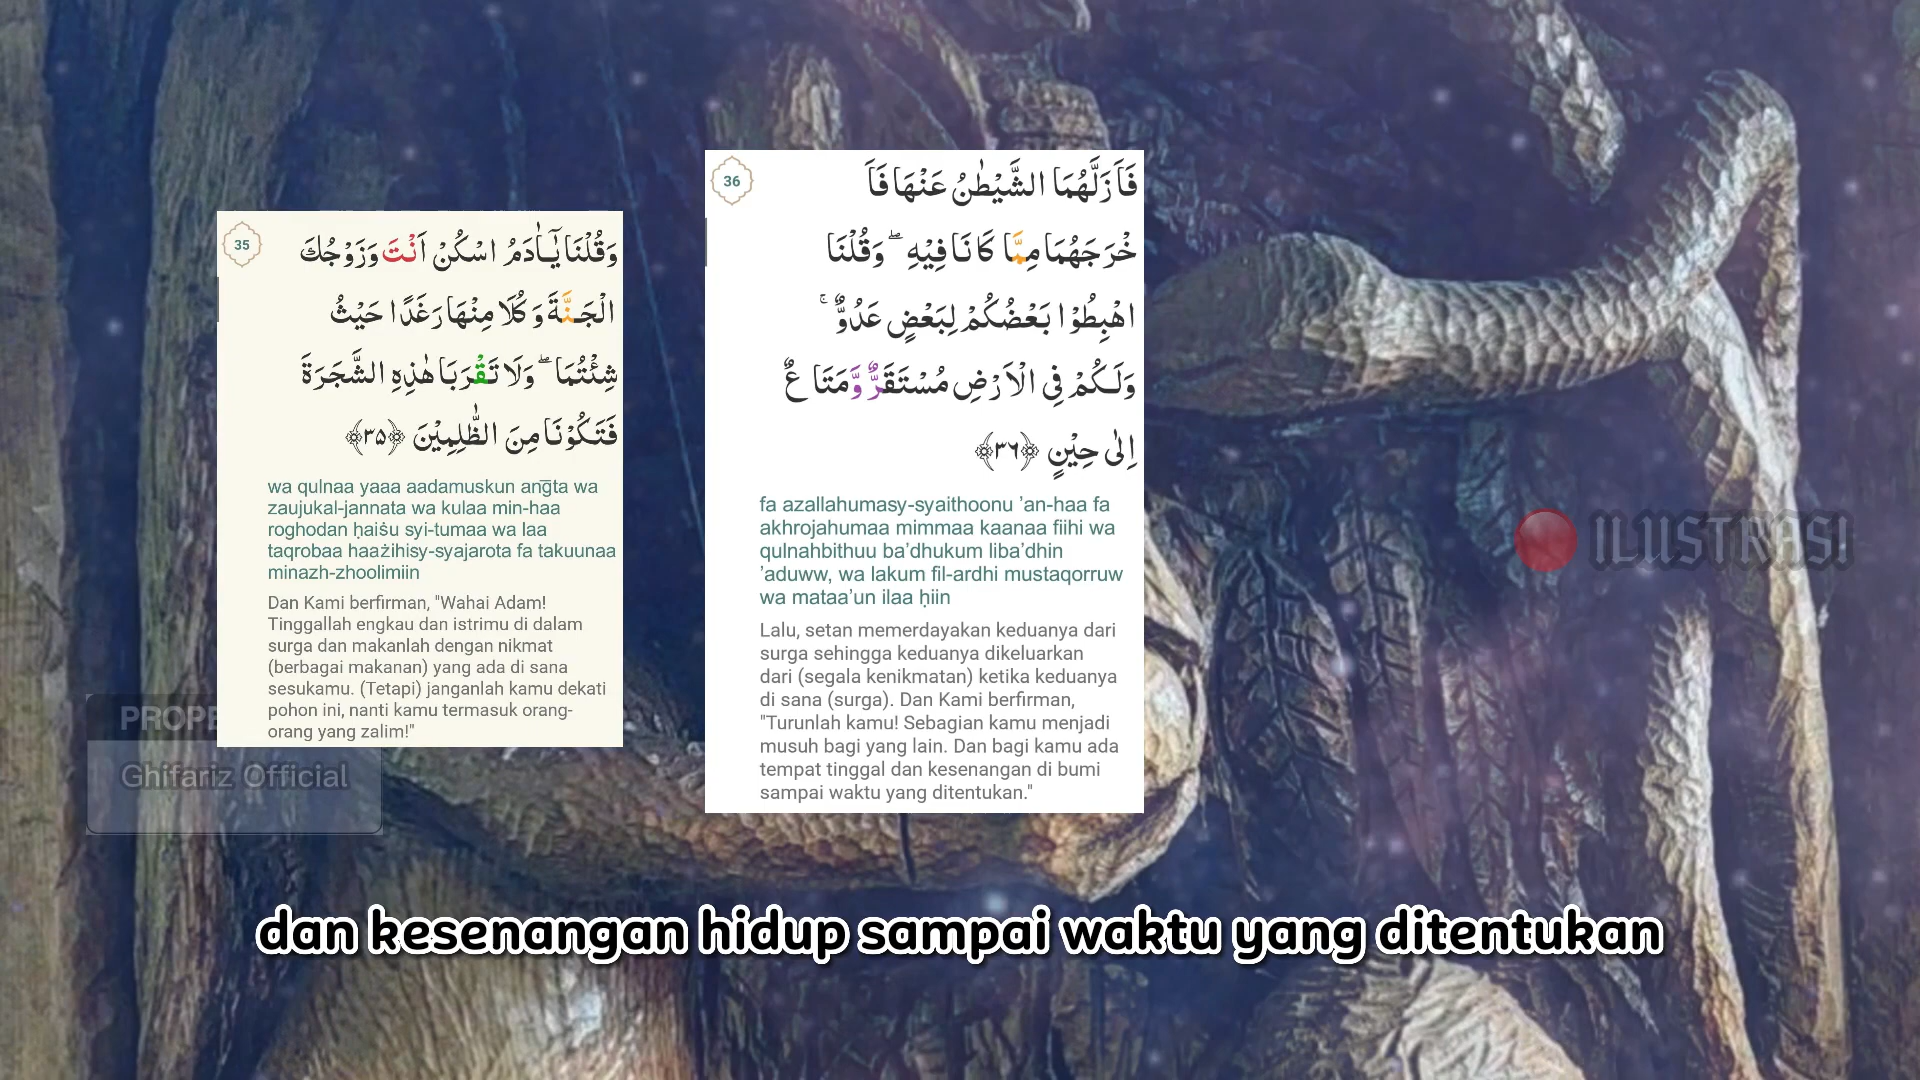 35
وَقُلْنَا يٰٓاٰدَمُ اسْكُنْ اَنْتَ وَزَوْجُكَ
الْجَنَّةَ وَكُلَا مِنْهَا رَغَدًا حَيْثُ
شِئْتُمَا ۖ وَلَا تَقْرَبَا هٰذِهِ الشَّجَرَةَ
فَتَكُوْنَا مِنَ الظّٰلِمِيْنَ ﴿٣٥﴾
wa qulnaa yaaa aadamuskun ang̅ta wa
zaujukal-jannata wa kulaa min-haa
roghodan ḥaiṡu syi-tumaa wa laa
taqrobaa haażihisy-syajarota fa takuunaa
minazh-zhoolimiin
Dan Kami berfirman, "Wahai Adam!
Tinggallah engkau dan istrimu di dalam
surga dan makanlah dengan nikmat
(berbagai makanan) yang ada di sana
sesukamu. (Tetapi) janganlah kamu dekati
pohon ini, nanti kamu termasuk orang-
orang yang zalim!"
36
فَاَزَلَّهُمَا الشَّيْطٰنُ عَنْهَا فَاَ
خْرَجَهُمَا مِمَّا كَانَا فِيْهِ ۖ وَقُلْنَا
اهْبِطُوْا بَعْضُكُمْ لِبَعْضٍ عَدُوٌّ ۚ
وَلَـكُمْ فِى الْاَرْضِ مُسْتَقَرٌّ وَّمَتَا عٌ
اِلٰى حِيْنٍ ﴿٣٦﴾
fa azallahumasy-syaithoonu 'an-haa fa
akhrojahumaa mimmaa kaanaa fiihi wa
qulnahbithuu ba'dhukum liba'dhin
'aduww, wa lakum fil-ardhi mustaqorruw
wa mataa'un ilaa ḥiin
Lalu, setan memerdayakan keduanya dari
surga sehingga keduanya dikeluarkan
dari (segala kenikmatan) ketika keduanya
di sana (surga). Dan Kami berfirman,
"Turunlah kamu! Sebagian kamu menjadi
musuh bagi yang lain. Dan bagi kamu ada
tempat tinggal dan kesenangan di bumi
sampai waktu yang ditentukan."
ILUSTRASI
PROPE
Ghifariz Official
dan kesenangan hidup sampai waktu yang ditentukan